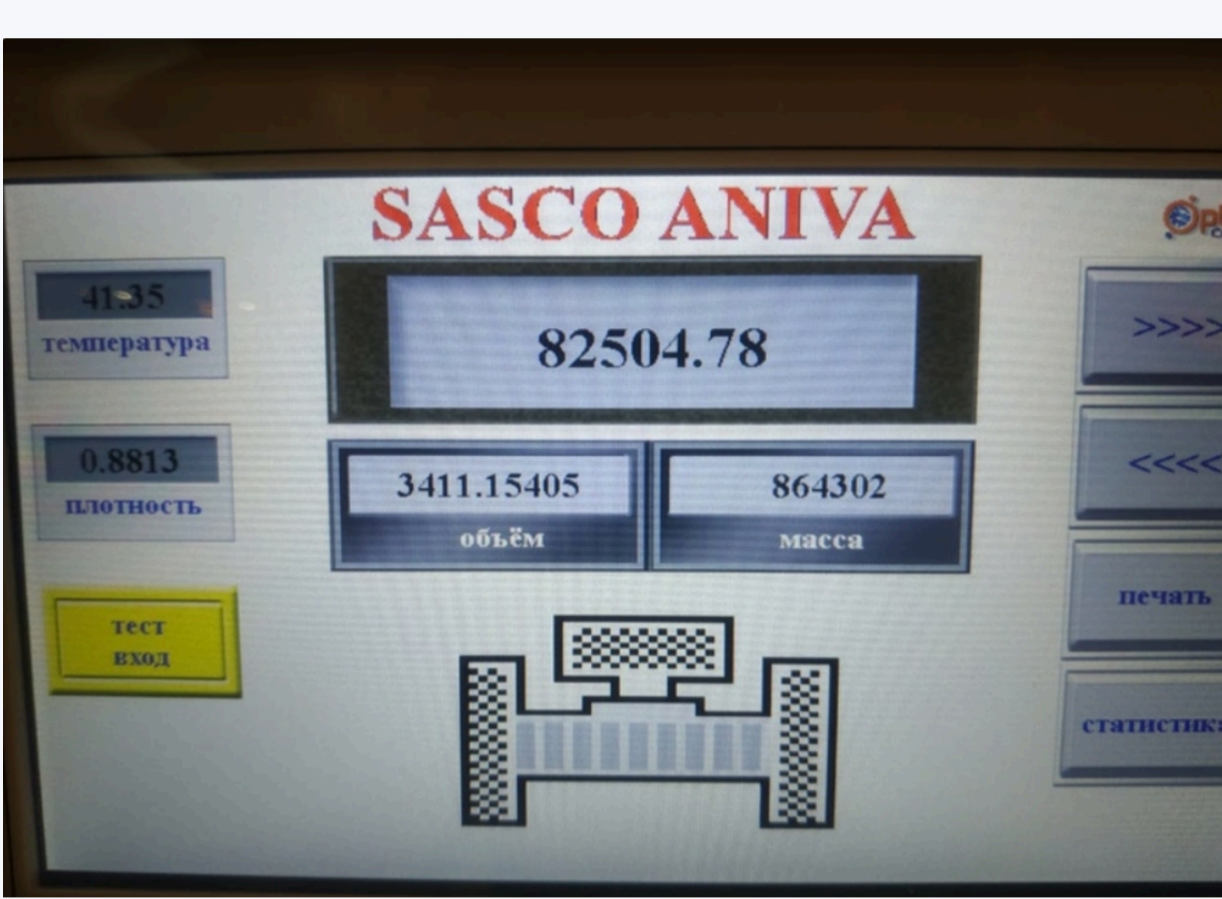 SASCO ANIVA
41.35
температура
82504.78
>>>>
0.8813
плотность
3411.15405
объём
864302
масса
<<<<
тест
вход
печать